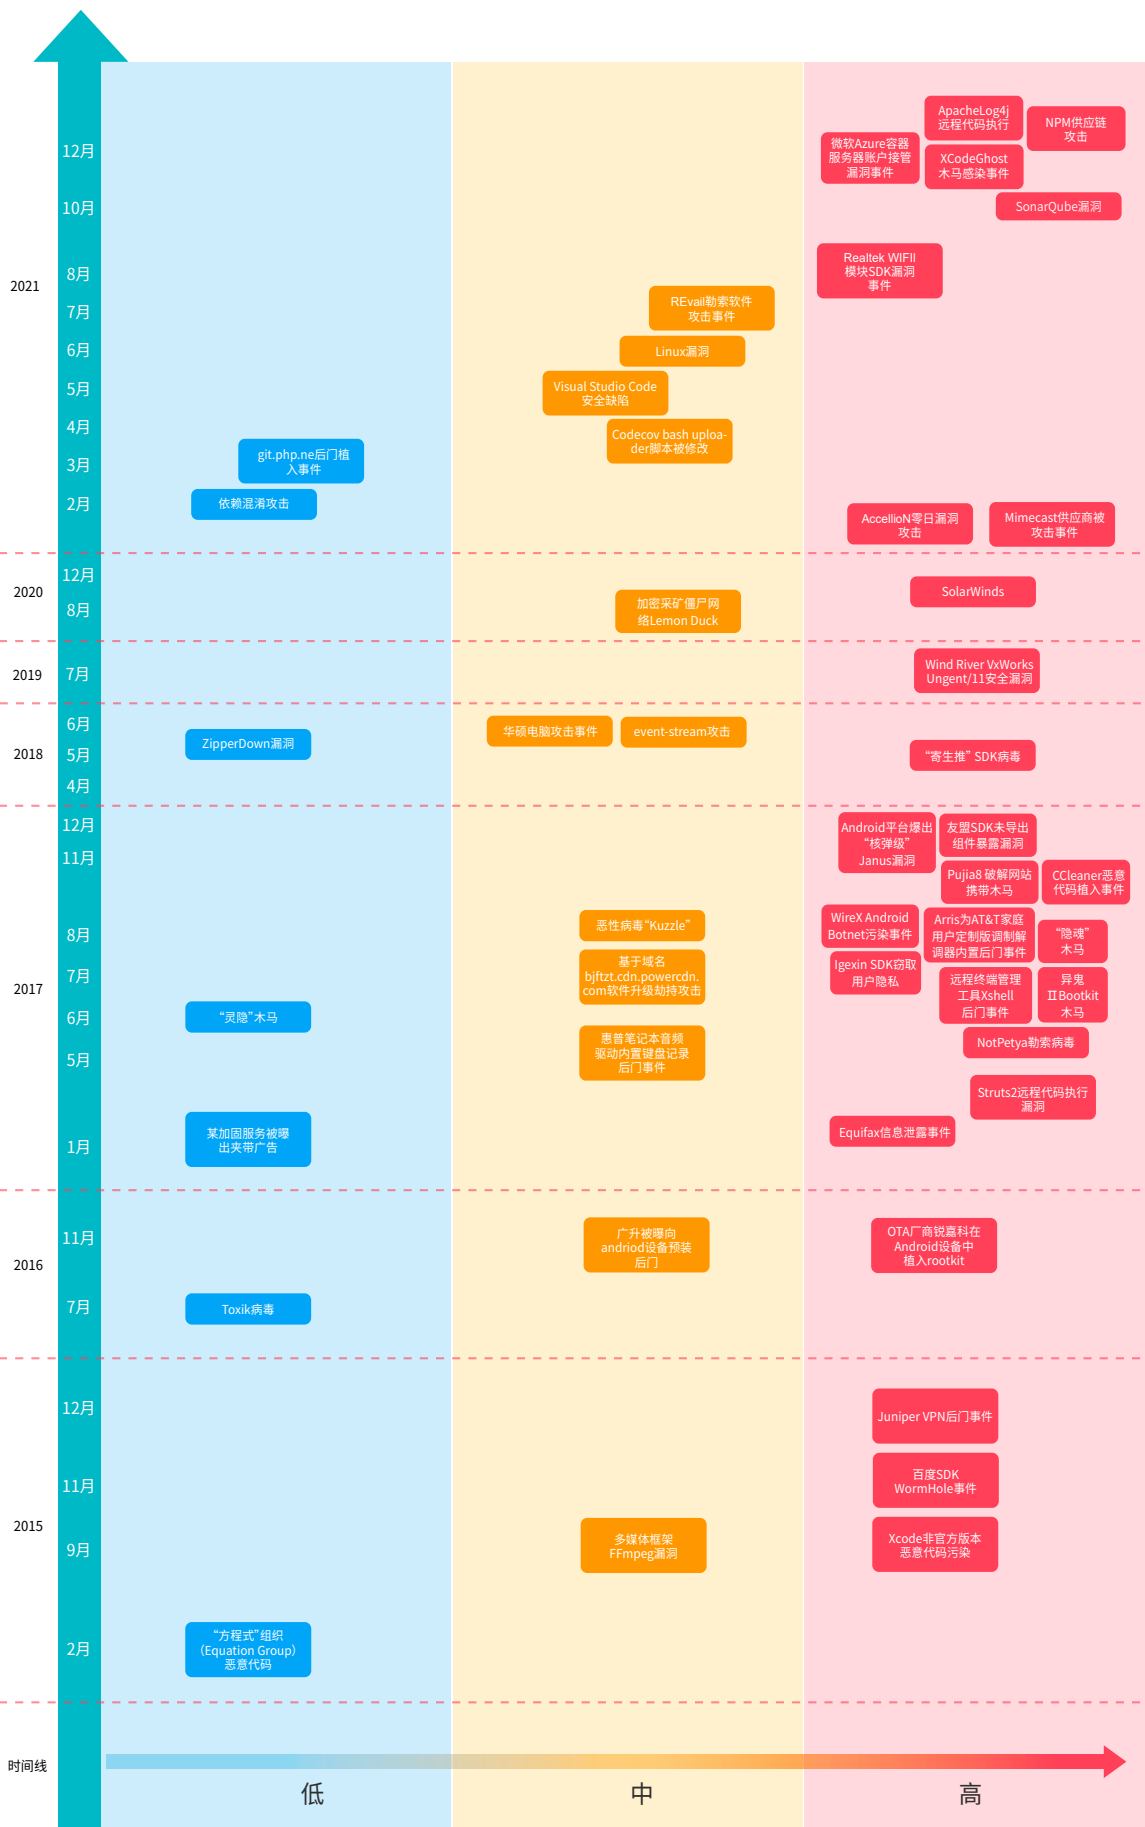 ApacheLog4j
远程代码执行
NPM供应链
攻击
12月
微软Azure容器
服务器账户接管
漏洞事件
XCodeGhost
木马感染事件
10月
SonarQube漏洞
2021
8月
Realtek WIFII
模块SDK漏洞
事件
7月
REvail勒索软件
攻击事件
6月
Linux漏洞
5月
Visual Studio Code
安全缺陷
4月
Codecov bash uploa-
der脚本被修改
3月
git.php.ne后门植
入事件
2月
依赖混淆攻击
AccellioN零日漏洞
攻击
Mimecast供应商被
攻击事件
2020
12月
SolarWinds
8月
加密采矿僵尸网
络Lemon Duck
2019
7月
Wind River VxWorks
Ungent/11安全漏洞
2018
6月
华硕电脑攻击事件
event-stream攻击
ZipperDown漏洞
5月
“寄生推” SDK病毒
4月
2017
12月
Android平台爆出
“核弹级”
Janus漏洞
友盟SDK未导出
组件暴露漏洞
11月
Pujia8 破解网站
携带木马
CCleaner恶意
代码植入事件
8月
恶性病毒“Kuzzle”
WireX Android
Botnet污染事件
Arris为AT&T家庭
用户定制版调制解
调器内置后门事件
“隐魂”
木马
7月
基于域名
bjftzt.cdn.powercdn.
com软件升级劫持攻击
Igexin SDK窃取
用户隐私
远程终端管理
工具Xshell
后门事件
异鬼
ⅡBootkit
木马
6月
“灵隐”木马
NotPetya勒索病毒
5月
惠普笔记本音频
驱动内置键盘记录
后门事件
Struts2远程代码执行
漏洞
1月
某加固服务被曝
出夹带广告
Equifax信息泄露事件
2016
11月
广升被曝向
andriod设备预装
后门
OTA厂商锐嘉科在
Android设备中
植入rootkit
7月
Toxik病毒
2015
12月
Juniper VPN后门事件
11月
百度SDK
WormHole事件
9月
多媒体框架
FFmpeg漏洞
Xcode非官方版本
恶意代码污染
2月
“方程式”组织
（Equation Group）
恶意代码
时间线
低
中
高